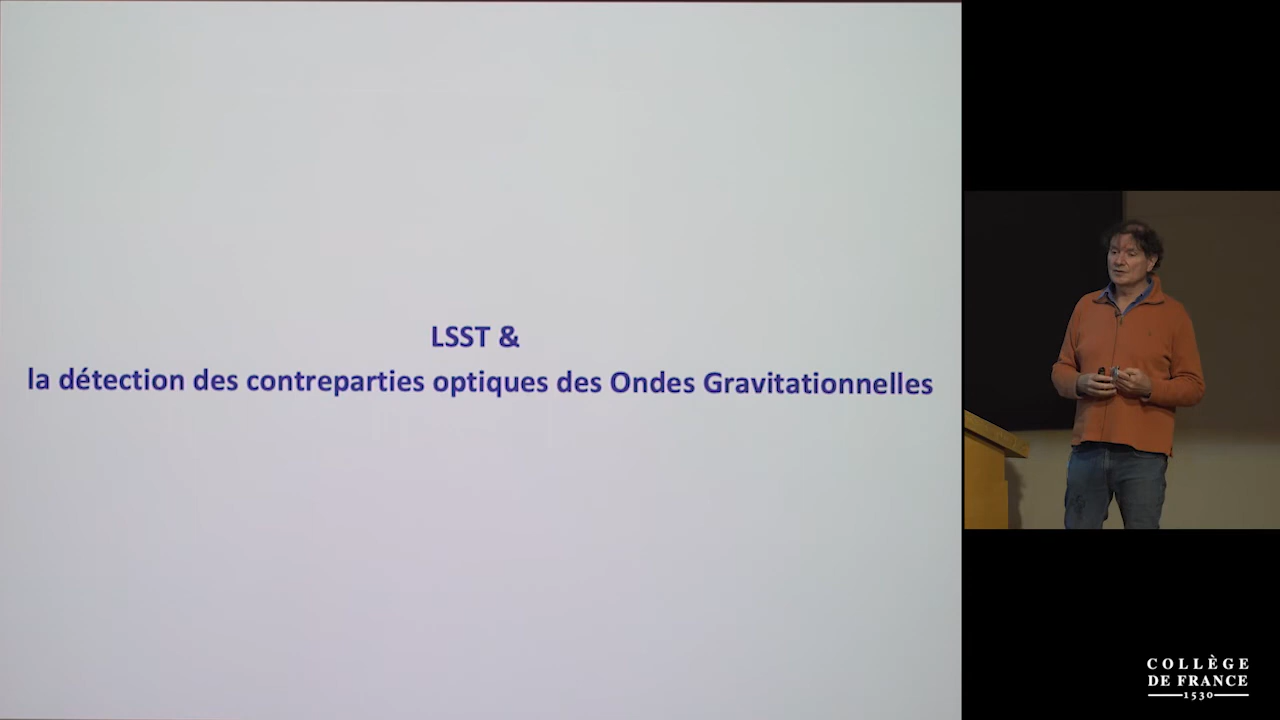 LSST &
la détection des contreparties optiques des Ondes Gravitationnelles
COLLÈGE
DE FRANCE
1530